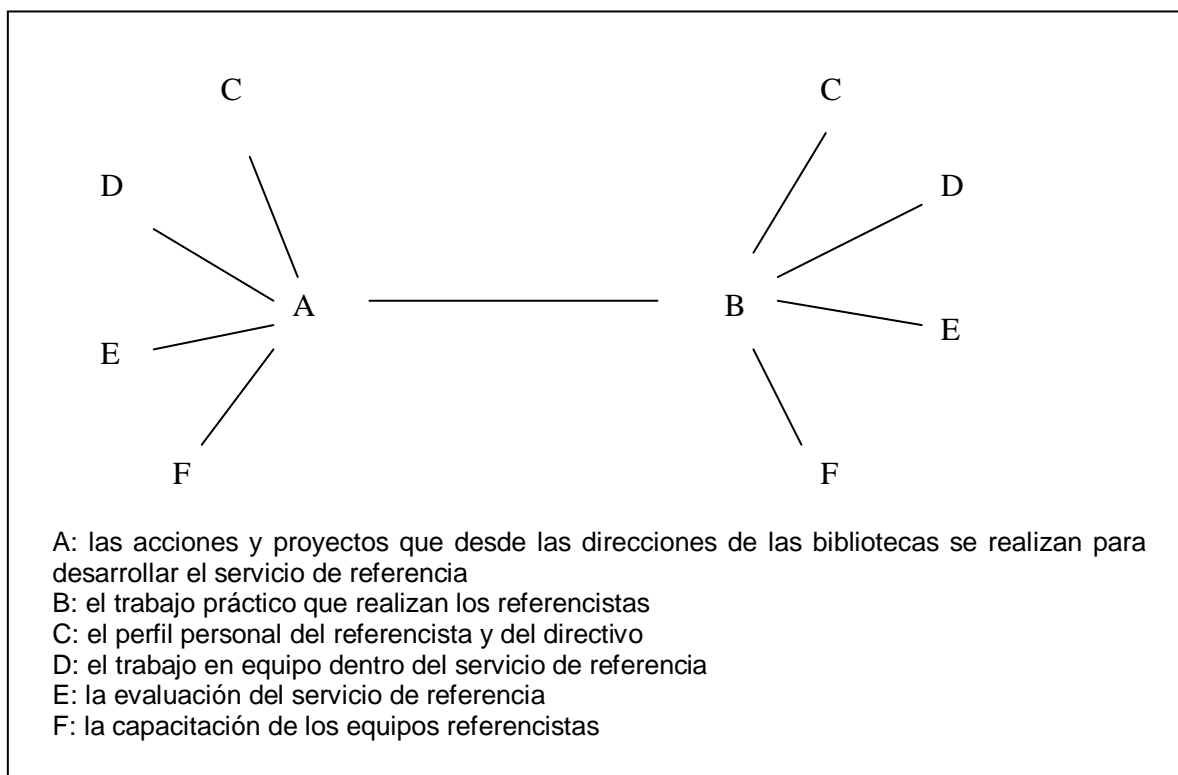 C C
D D
A B
E E
F F
A: las acciones y proyectos que desde las direcciones de las bibliotecas se realizan para
desarrollar el servicio de referencia
B: el trabajo práctico que realizan los referencistas
C: el perfil personal del referencista y del directivo
D: el trabajo en equipo dentro del servicio de referencia
E: la evaluación del servicio de referencia
F: la capacitación de los equipos referencistas